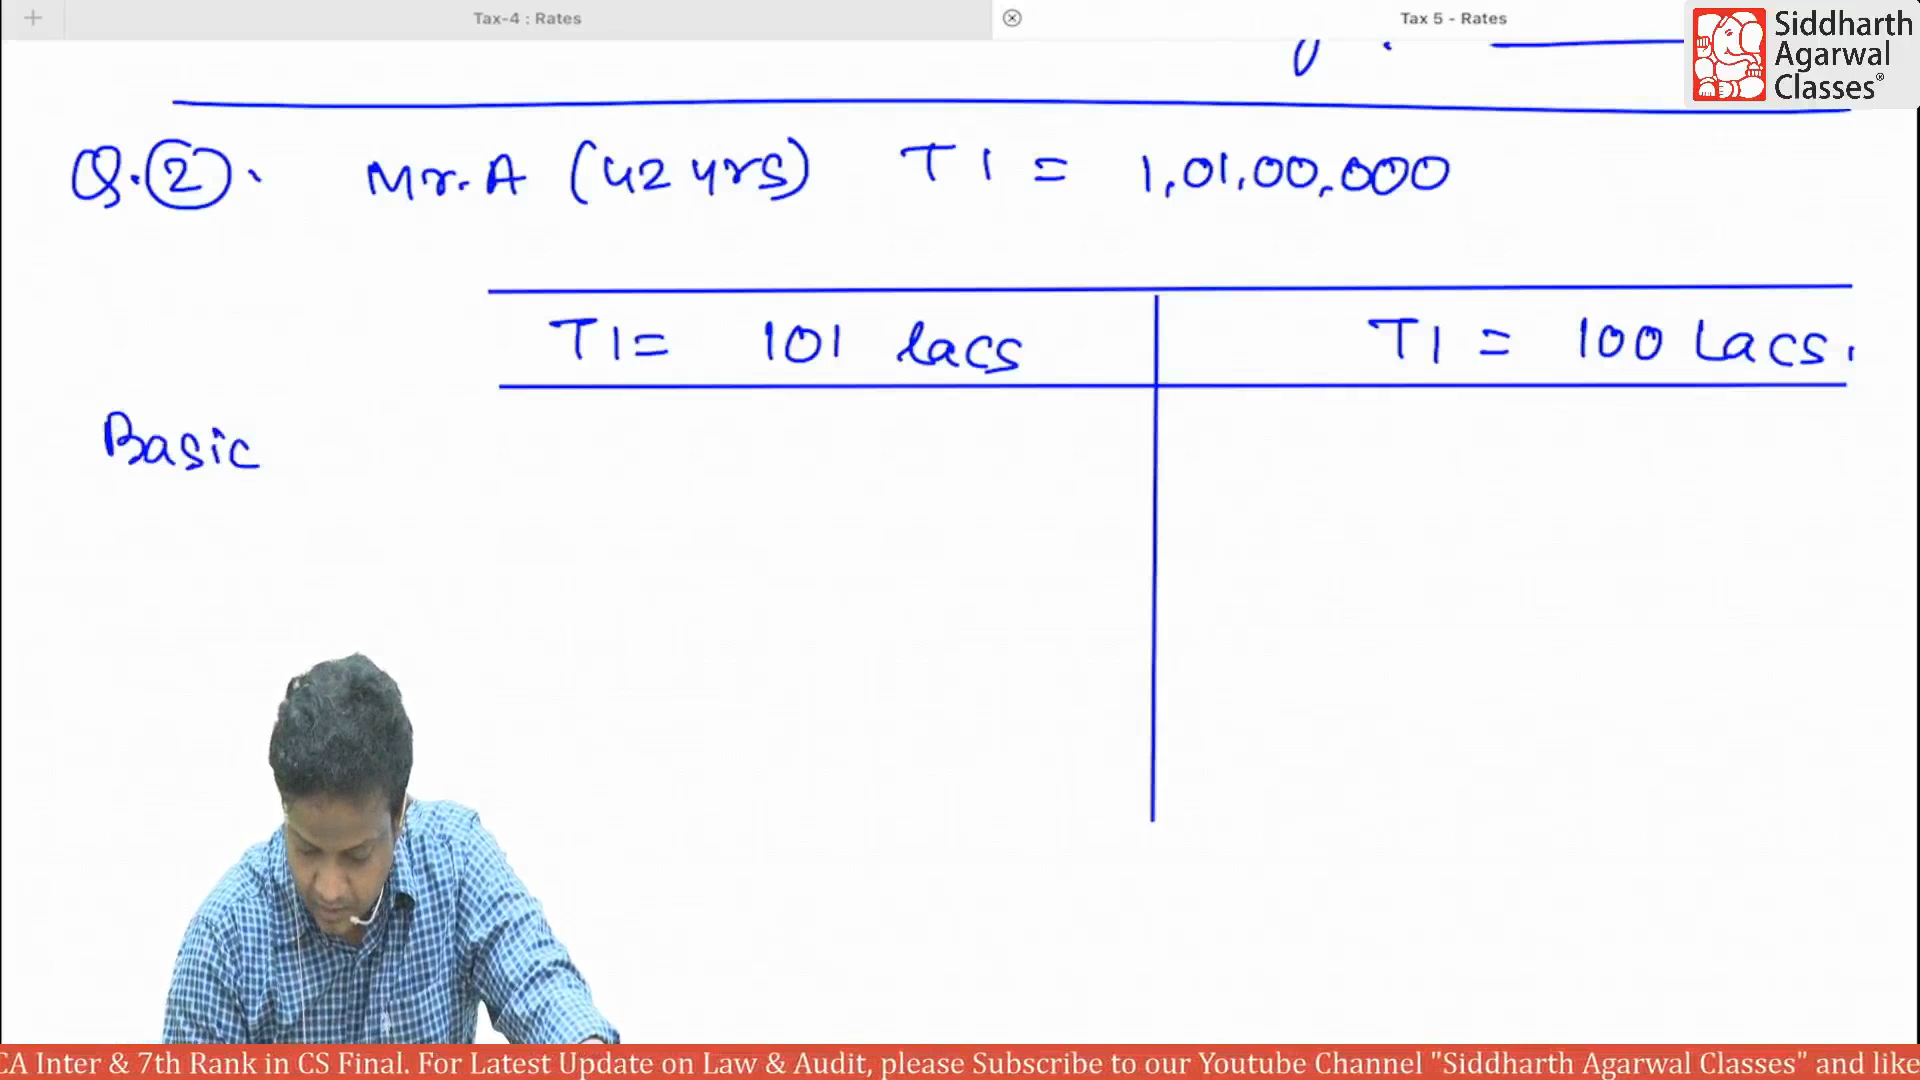 Tax-4 : Rates
Tax 5 - Rates
Siddharth
Agarwal
Classes®
Q.(2). Mr. A (42 yrs) TI = 1,01,00,000
TI = 101 lacs
TI = 100 Lacs.
Basic
CA Inter & 7th Rank in CS Final. For Latest Update on Law & Audit, please Subscribe to our Youtube Channel "Siddharth Agarwal Classes" and like